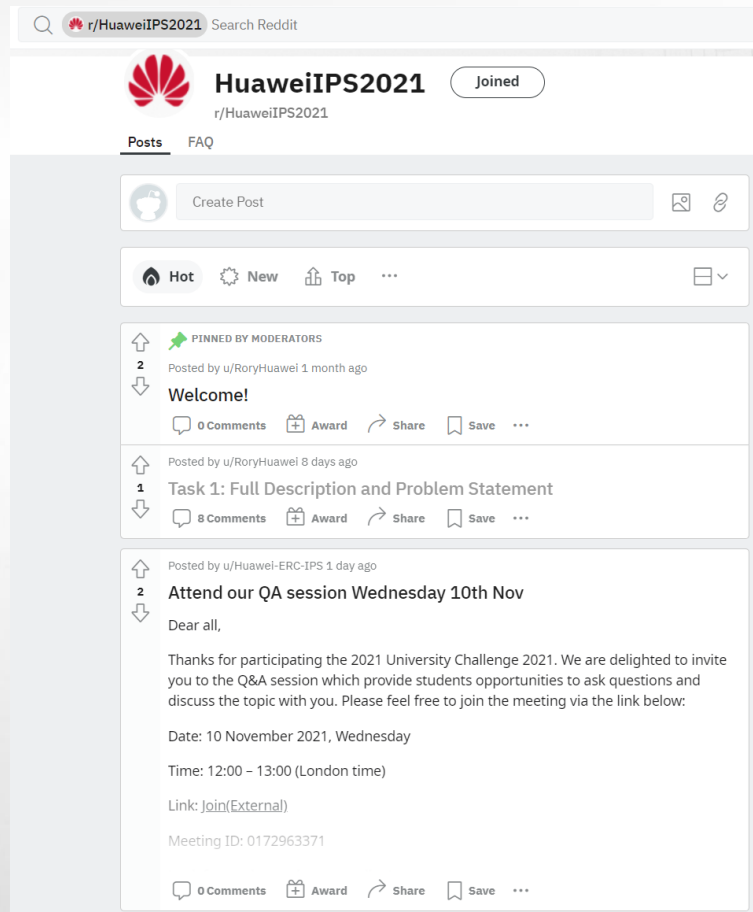 r/HuaweiIPS2021 Search Reddit
HuaweiIPS2021 Joined
r/HuaweiIPS2021
Posts FAQ
Create Post
Hot New Top ...
PINNED BY MODERATORS
Posted by u/RoryHuawei 1 month ago
2
Welcome!
0 Comments Award Share Save ...
Posted by u/RoryHuawei 8 days ago
1
Task 1: Full Description and Problem Statement
8 Comments Award Share Save ...
Posted by u/Huawei-ERC-IPS 1 day ago
2
Attend our QA session Wednesday 10th Nov
Dear all,
Thanks for participating the 2021 University Challenge 2021. We are delighted to invite
you to the Q&A session which provide students opportunities to ask questions and
discuss the topic with you. Please feel free to join the meeting via the link below:
Date: 10 November 2021, Wednesday
Time: 12:00 – 13:00 (London time)
Link: Join(External)
Meeting ID: 0172963371
0 Comments Award Share Save ...